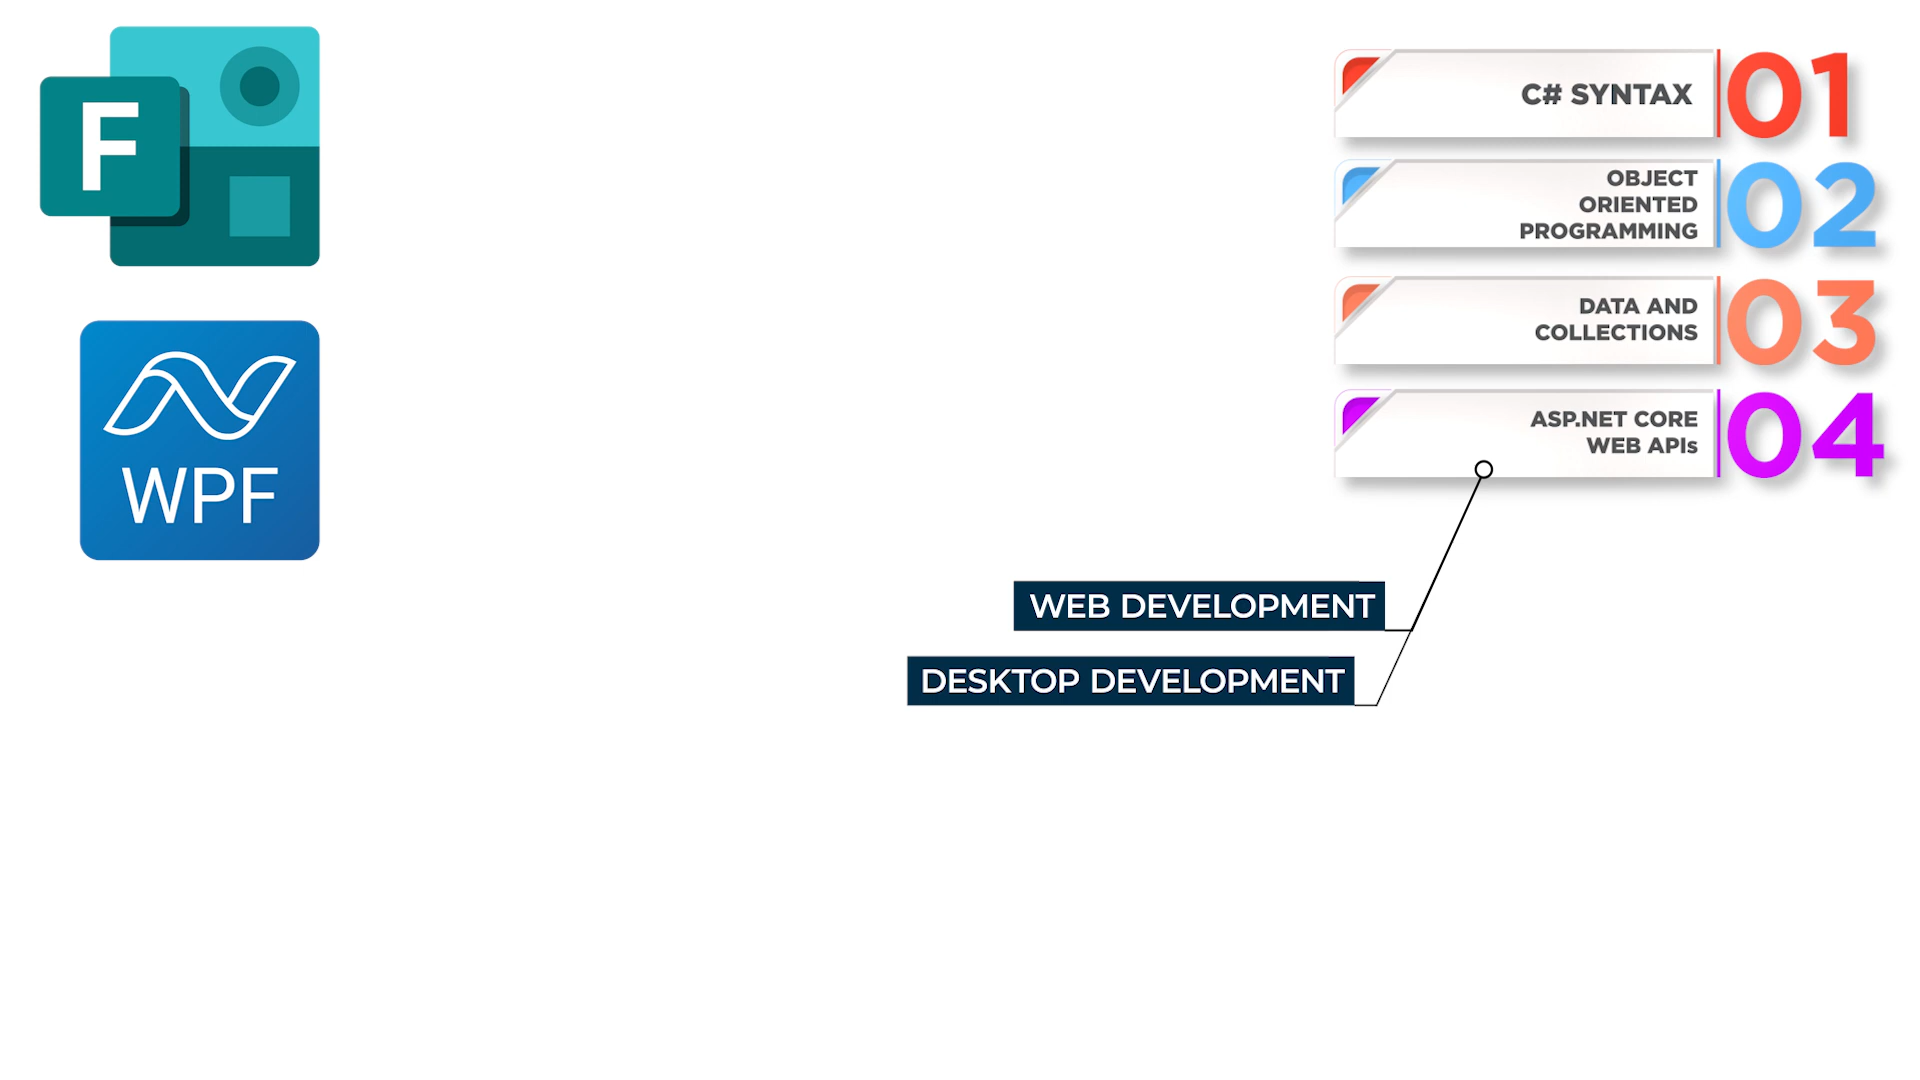 F
WPF
C# SYNTAX
01
OBJECT
ORIENTED
PROGRAMMING
02
DATA AND
COLLECTIONS
03
ASP.NET CORE
WEB APIs
04
WEB DEVELOPMENT
DESKTOP DEVELOPMENT